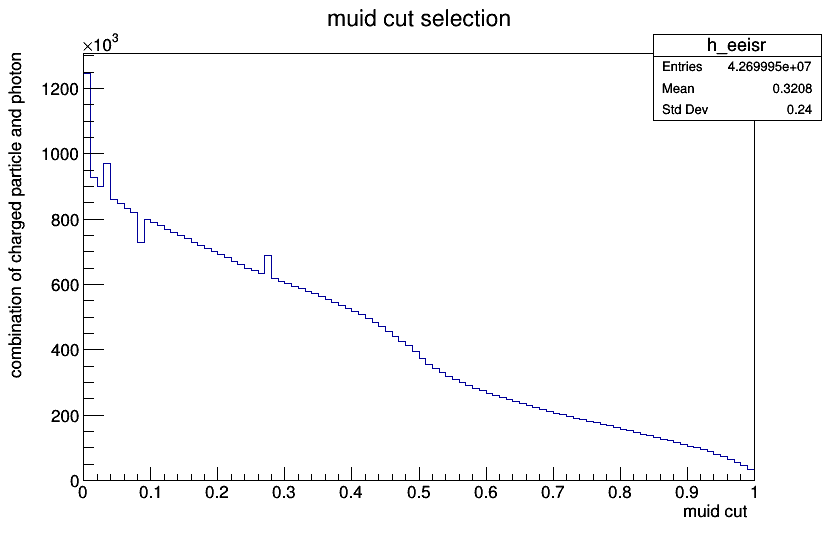 muid cut selection
×10³
h_eeisr
Entries 4.269995e+07
Mean 0.3208
Std Dev 0.24
combination of charged particle and photon
1200
1000
800
600
400
200
0
0 0.1 0.2 0.3 0.4 0.5 0.6 0.7 0.8 0.9 1
muid cut